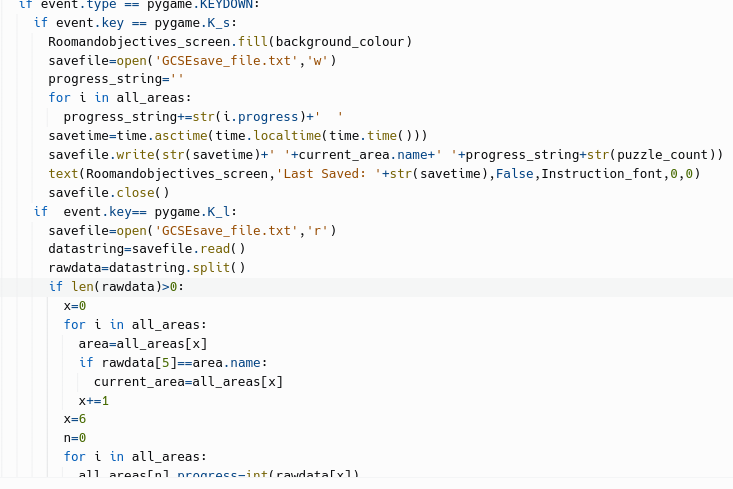 if event.type == pygame.KEYDOWN:
if event.key == pygame.K_s:
Roomandobjectives_screen.fill(background_colour)
savefile=open('GCSEsave_file.txt','w')
progress_string=''
for i in all_areas:
progress_string+=str(i.progress)+'  '
savetime=time.asctime(time.localtime(time.time()))
savefile.write(str(savetime)+' '+current_area.name+' '+progress_string+str(puzzle_count))
text(Roomandobjectives_screen,'Last Saved: '+str(savetime),False,Instruction_font,0,0)
savefile.close()
if  event.key== pygame.K_l:
savefile=open('GCSEsave_file.txt','r')
datastring=savefile.read()
rawdata=datastring.split()
if len(rawdata)>0:
x=0
for i in all_areas:
area=all_areas[x]
if rawdata[5]==area.name:
current_area=all_areas[x]
x+=1
x=6
n=0
for i in all_areas:
all_areas[n].progress=int(rawdata[x])